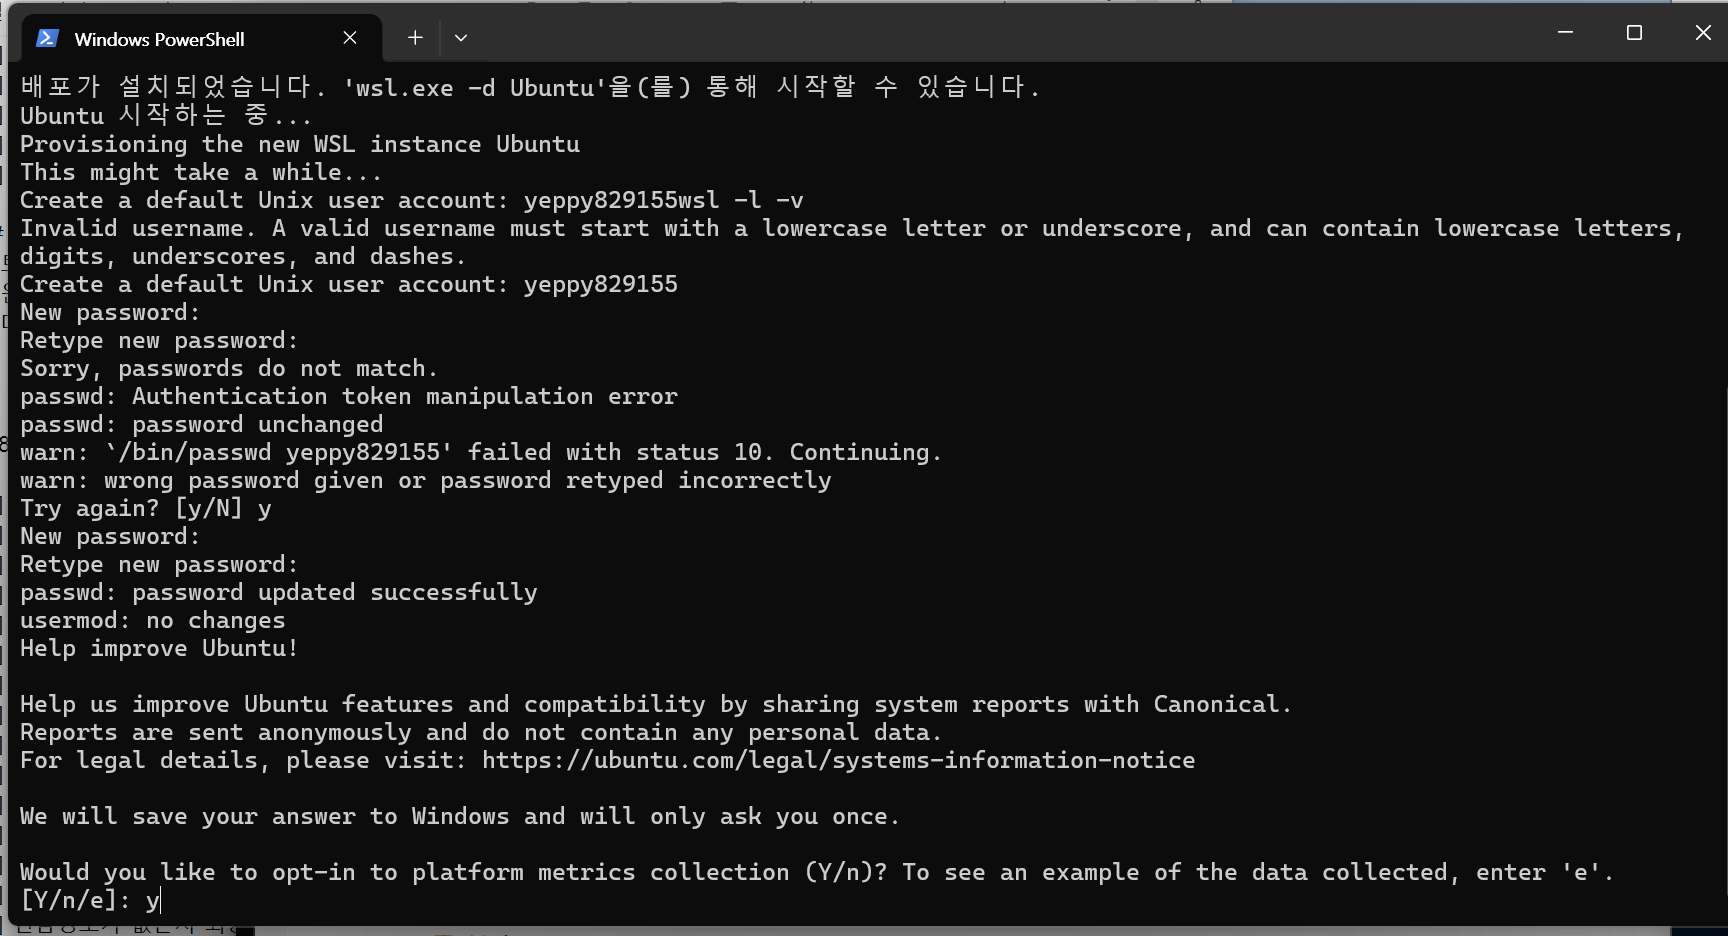 Windows PowerShell
배포가 설치되었습니다. 'wsl.exe -d Ubuntu'을(를) 통해 시작할 수 있습니다.
Ubuntu 시작하는 중...
Provisioning the new WSL instance Ubuntu
This might take a while...
Create a default Unix user account: yeppy829155wsl -l -v
Invalid username. A valid username must start with a lowercase letter or underscore, and can contain lowercase letters,
digits, underscores, and dashes.
Create a default Unix user account: yeppy829155
New password:
Retype new password:
Sorry, passwords do not match.
passwd: Authentication token manipulation error
passwd: password unchanged
warn: `/bin/passwd yeppy829155' failed with status 10. Continuing.
warn: wrong password given or password retyped incorrectly
Try again? [y/N] y
New password:
Retype new password:
passwd: password updated successfully
usermod: no changes
Help improve Ubuntu!
Help us improve Ubuntu features and compatibility by sharing system reports with Canonical.
Reports are sent anonymously and do not contain any personal data.
For legal details, please visit: https://ubuntu.com/legal/systems-information-notice
We will save your answer to Windows and will only ask you once.
Would you like to opt-in to platform metrics collection (Y/n)? To see an example of the data collected, enter 'e'.
[Y/n/e]: y